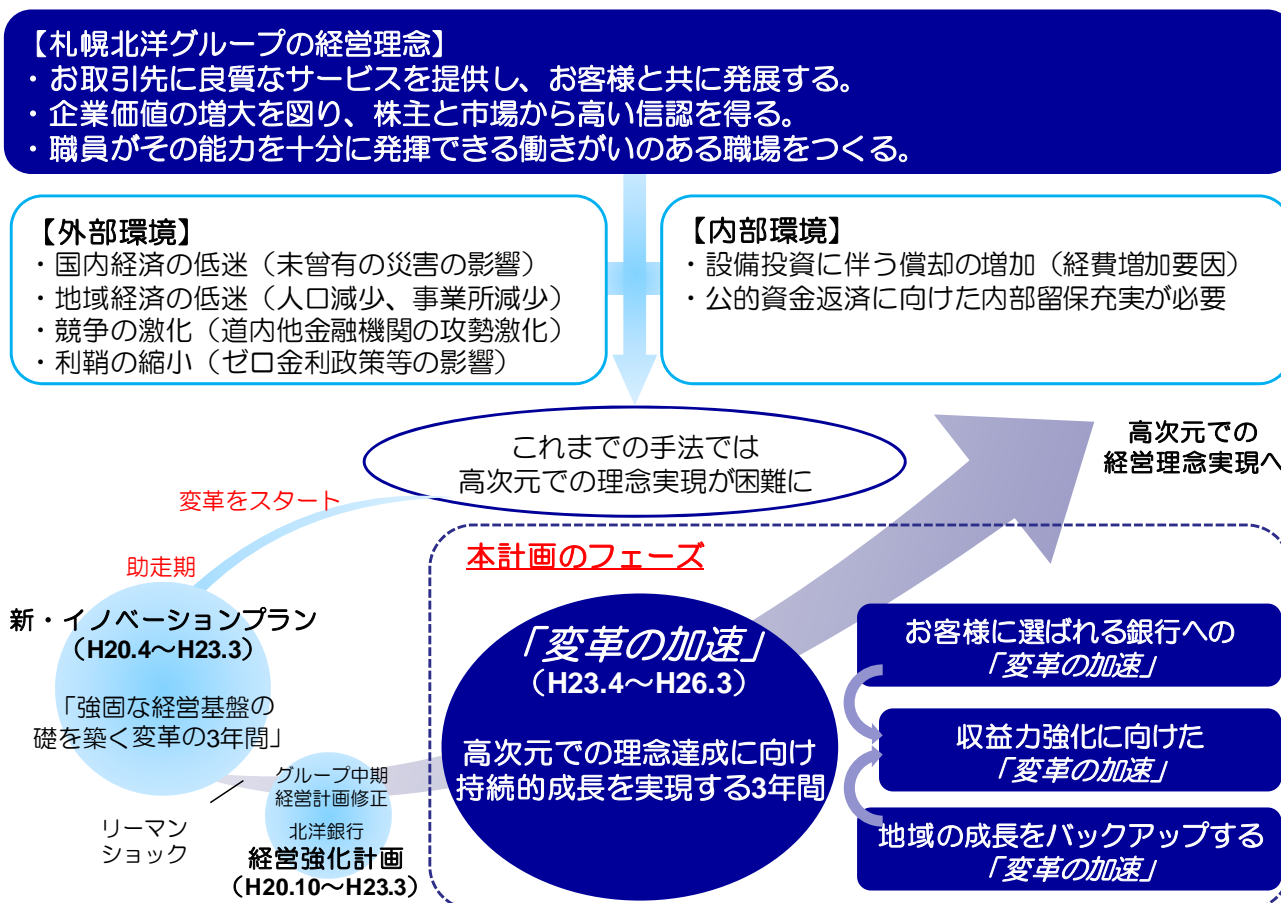 【札幌北洋グループの経営理念】
・お取引先に良質なサービスを提供し、お客様と共に発展する。
・企業価値の増大を図り、株主と市場から高い信認を得る。
・職員がその能力を十分に発揮できる働きがいのある職場をつくる。
【外部環境】
・国内経済の低迷（未曾有の災害の影響）
・地域経済の低迷（人口減少、事業所減少）
・競争の激化（道内他金融機関の攻勢激化）
・利鞘の縮小（ゼロ金利政策等の影響）
【内部環境】
・設備投資に伴う償却の増加（経費増加要因）
・公的資金返済に向けた内部留保充実が必要
これまでの手法では
高次元での理念実現が困難に
高次元での
経営理念実現へ
変革をスタート
助走期
新・イノベーションプラン
（H20.4～H23.3）
「強固な経営基盤の
礎を築く変革の3年間」
リーマン
ショック
グループ中期
経営計画修正
北洋銀行
経営強化計画
（H20.10～H23.3）
本計画のフェーズ
「変革の加速」
（H23.4～H26.3）
高次元での理念達成に向け
持続的成長を実現する3年間
お客様に選ばれる銀行への
「変革の加速」
収益力強化に向けた
「変革の加速」
地域の成長をバックアップする
「変革の加速」